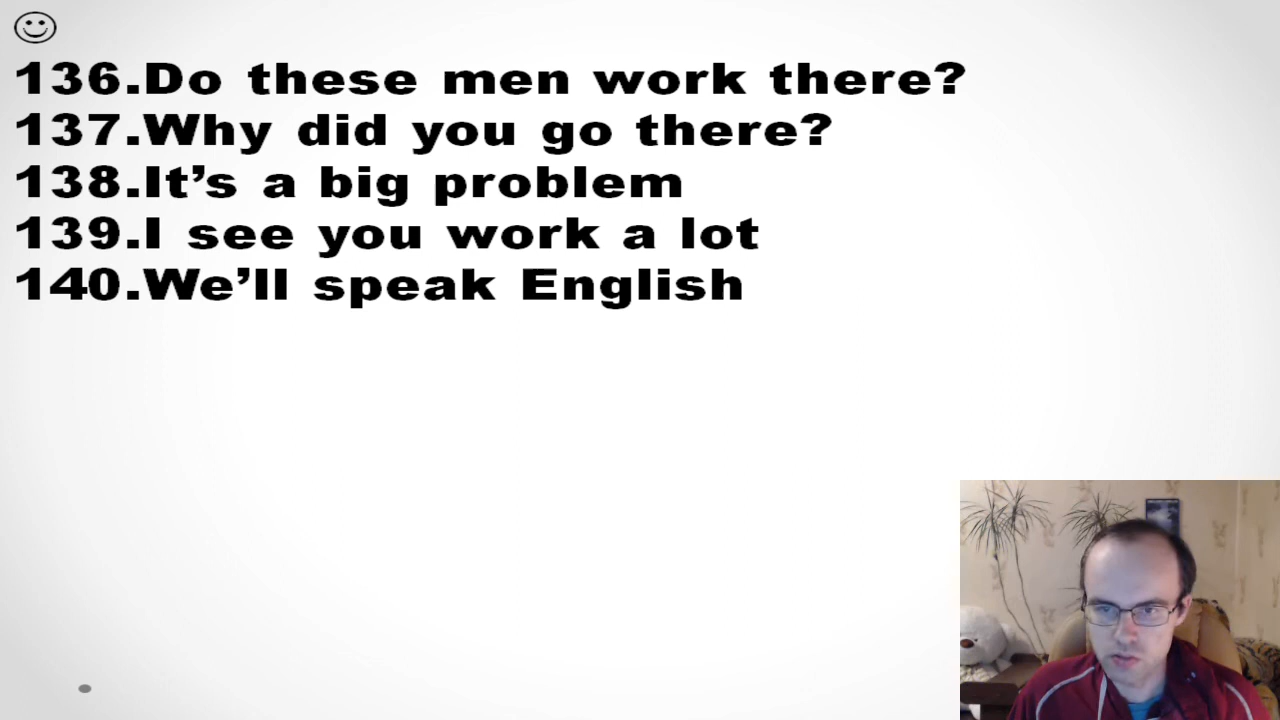 136.Do these men work there?
137.Why did you go there?
138.It’s a big problem
139.I see you work a lot
140.We’ll speak English